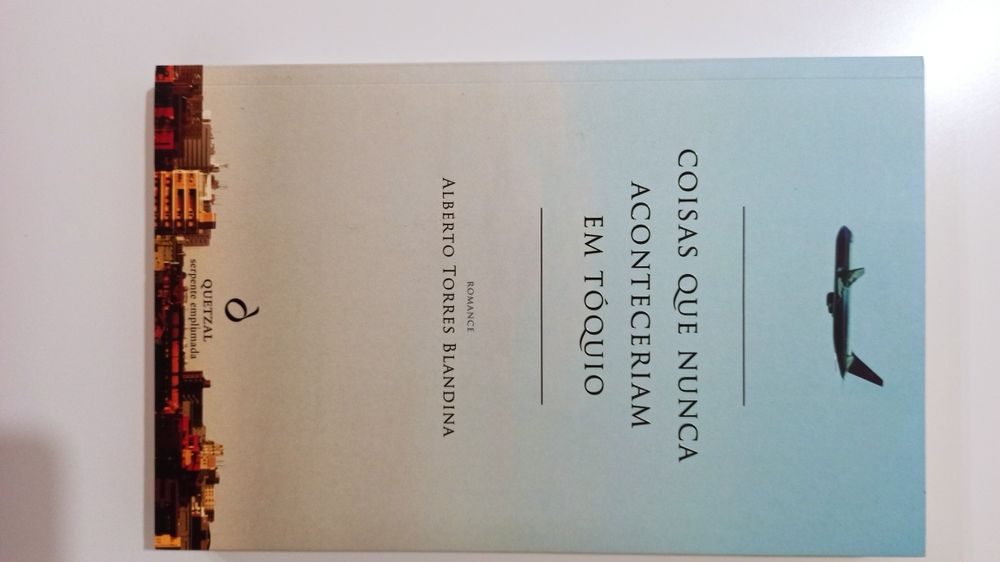 COISAS QUE NUNCA
ACONTECERIAM
EM TÓQUIO
ROMANCE
ALBERTO TORRES BLANDINA
QUETZAL
serpente emplumada